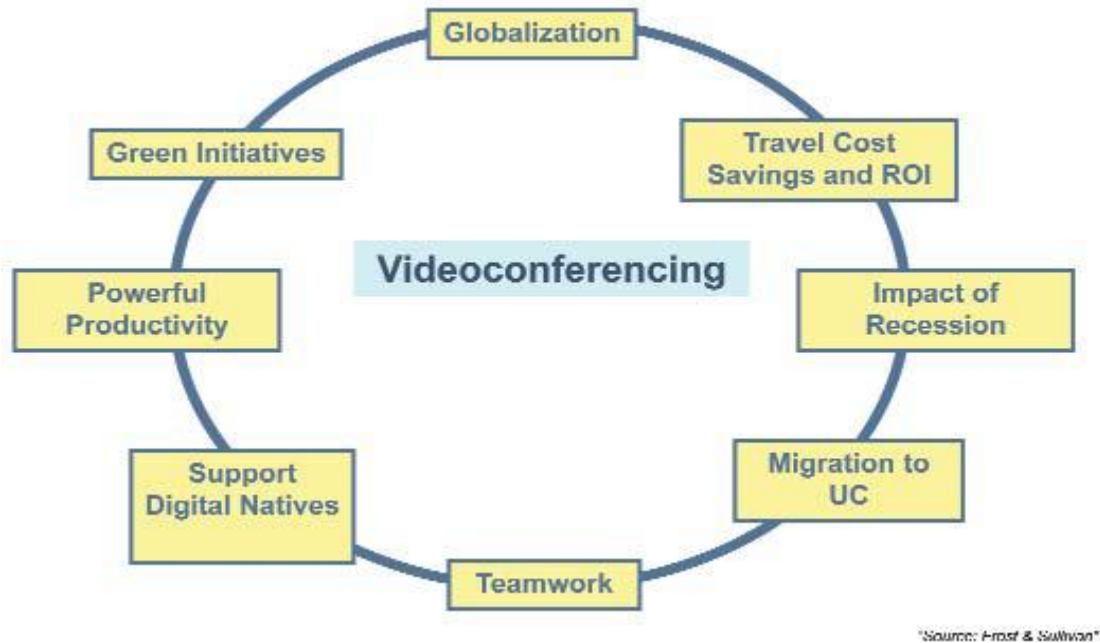 Globalization
Travel Cost
Savings and ROI
Impact of
Recession
Migration to
UC
Teamwork
Support
Digital Natives
Powerful
Productivity
Green Initiatives
Videoconferencing
"Source: Frost & Sullivan"